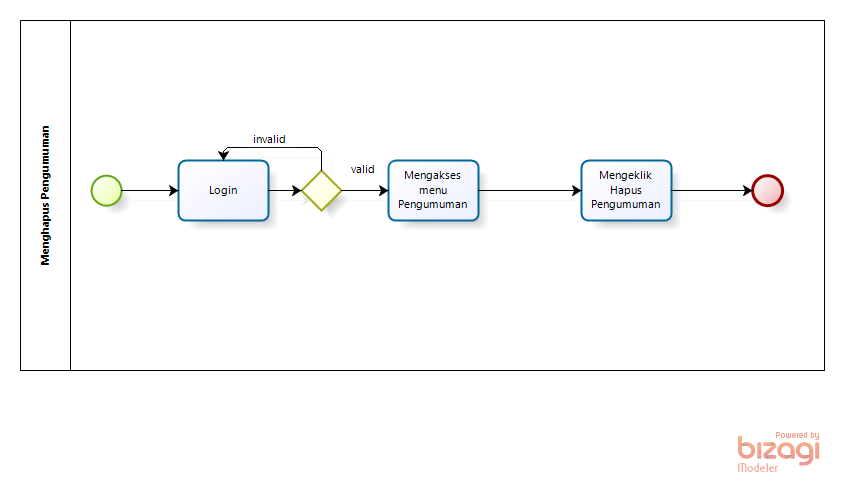 Menghapus Pengumuman
invalid
Login
valid
Mengakses
menu
Pengumuman
Mengeklik
Hapus
Pengumuman
Powered by
bizagi
Modeler